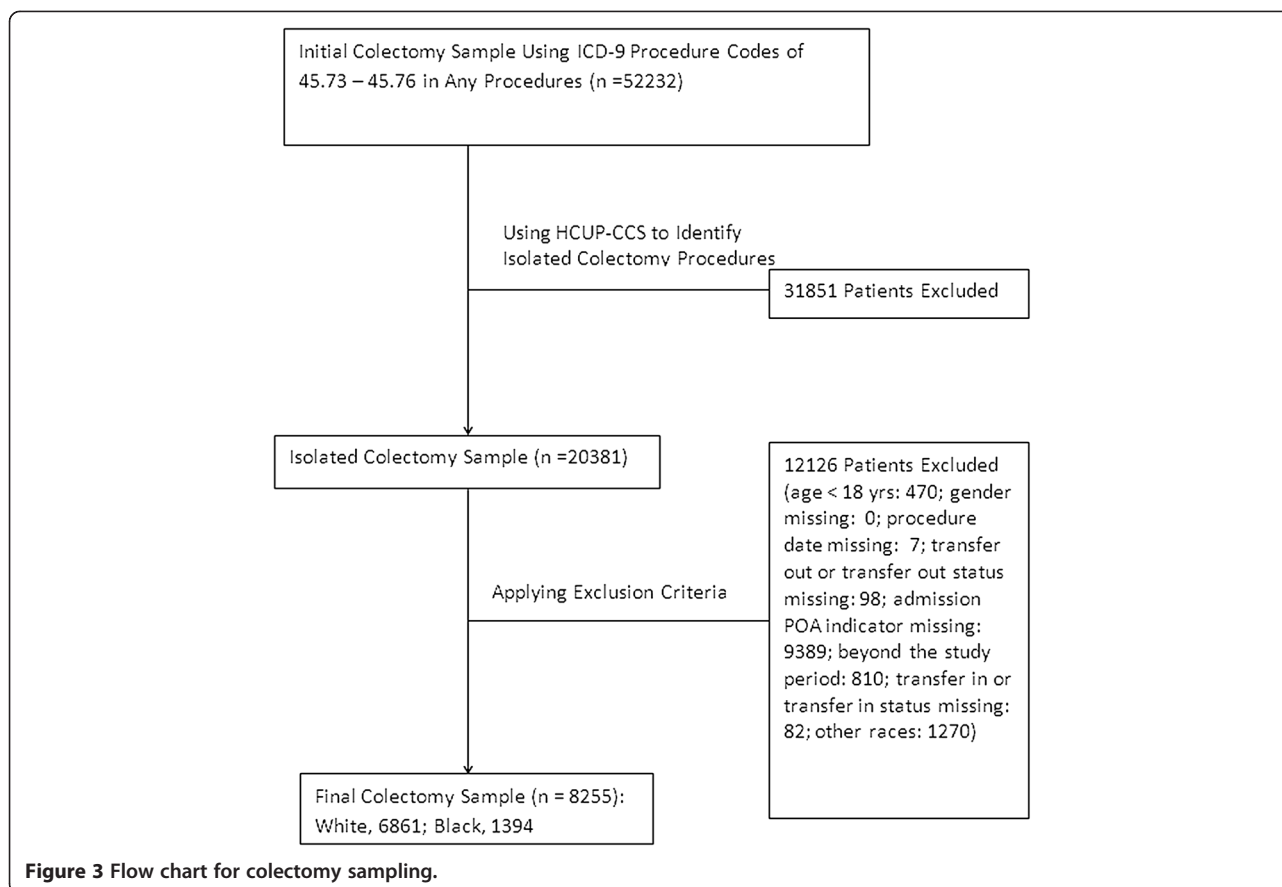 Initial Colectomy Sample Using ICD-9 Procedure Codes of
45.73 – 45.76 in Any Procedures (n =52232)
Using HCUP-CCS to Identify
Isolated Colectomy Procedures
31851 Patients Excluded
Isolated Colectomy Sample (n =20381)
12126 Patients Excluded
(age < 18 yrs: 470; gender
missing: 0; procedure
date missing: 7; transfer
out or transfer out status
missing: 98; admission
POA indicator missing:
9389; beyond the study
period: 810; transfer in or
transfer in status missing:
82; other races: 1270)
Applying Exclusion Criteria
Final Colectomy Sample (n = 8255):
White, 6861; Black, 1394
Figure 3 Flow chart for colectomy sampling.